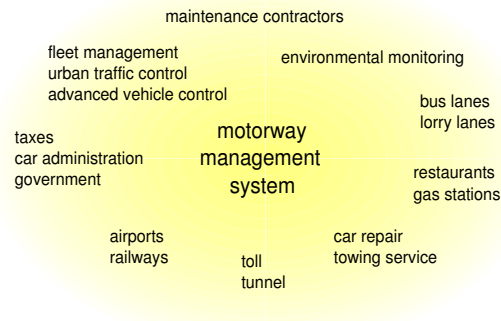 maintenance contractors
fleet management
urban traffic control
advanced vehicle control
environmental monitoring
bus lanes
lorry lanes
motorway
management
system
taxes
car administration
government
restaurants
gas stations
airports
railways
toll
tunnel
car repair
towing service